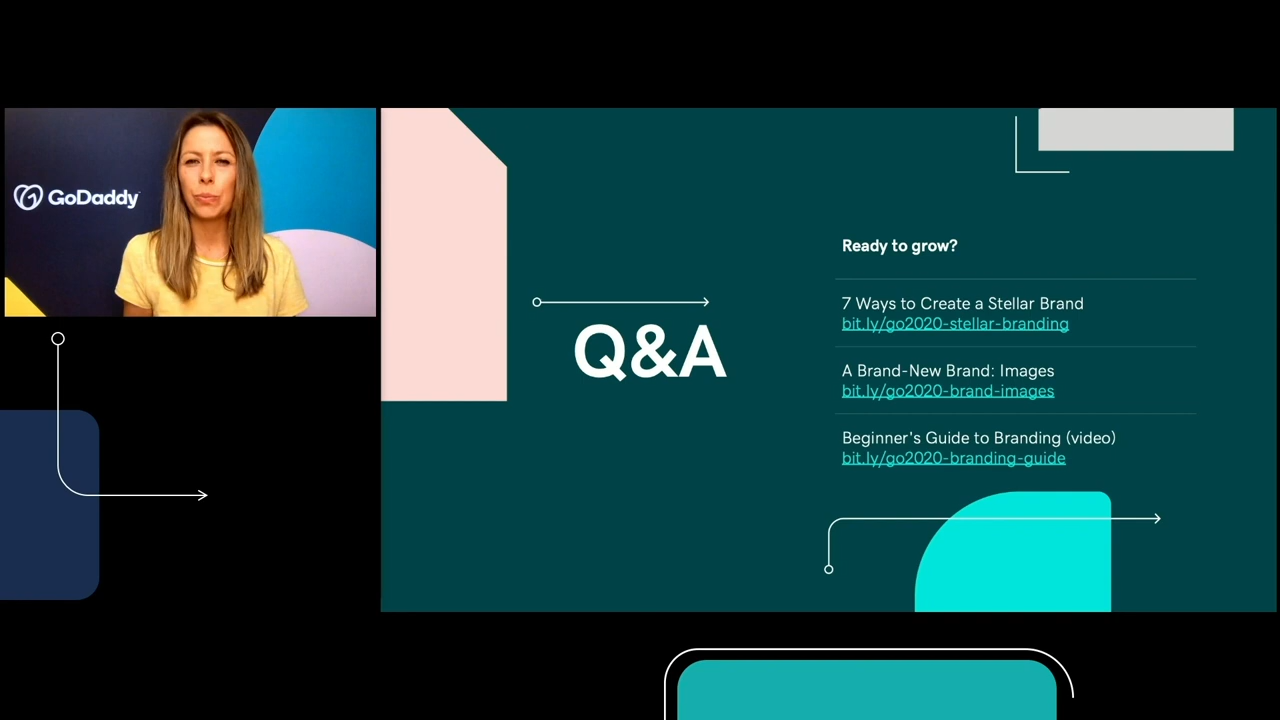 GoDaddy
Q&A
Ready to grow?
7 Ways to Create a Stellar Brand
bit.ly/go2020-stellar-branding
A Brand-New Brand: Images
bit.ly/go2020-brand-images
Beginner's Guide to Branding (video)
bit.ly/go2020-branding-guide